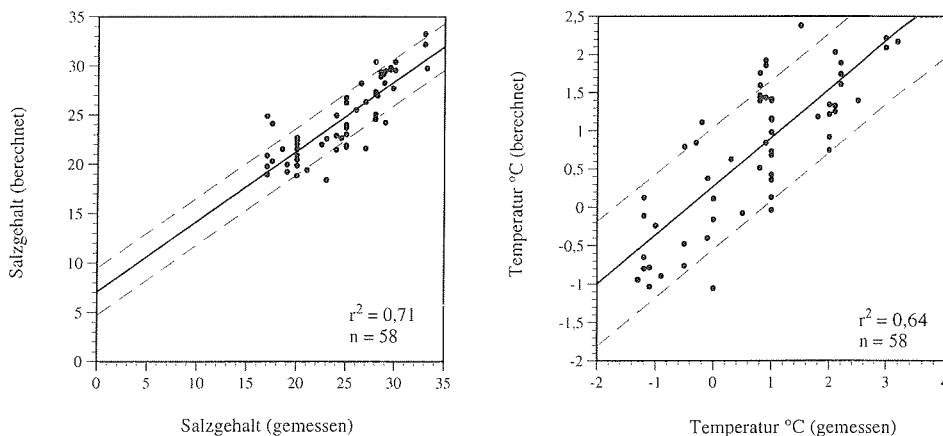 Salzgehalt (berechnet)
35
30
25
20
15
10
5
0
r² = 0,71
n = 58
0 5 10 15 20 25 30 35
Salzgehalt (gemessen)
Temperatur °C (berechnet)
2,5
2
1,5
1
0,5
0
-0,5
-1
-1,5
-2
r² = 0,64
n = 58
-2 -1 0 1 2 3 4
Temperatur °C (gemessen)